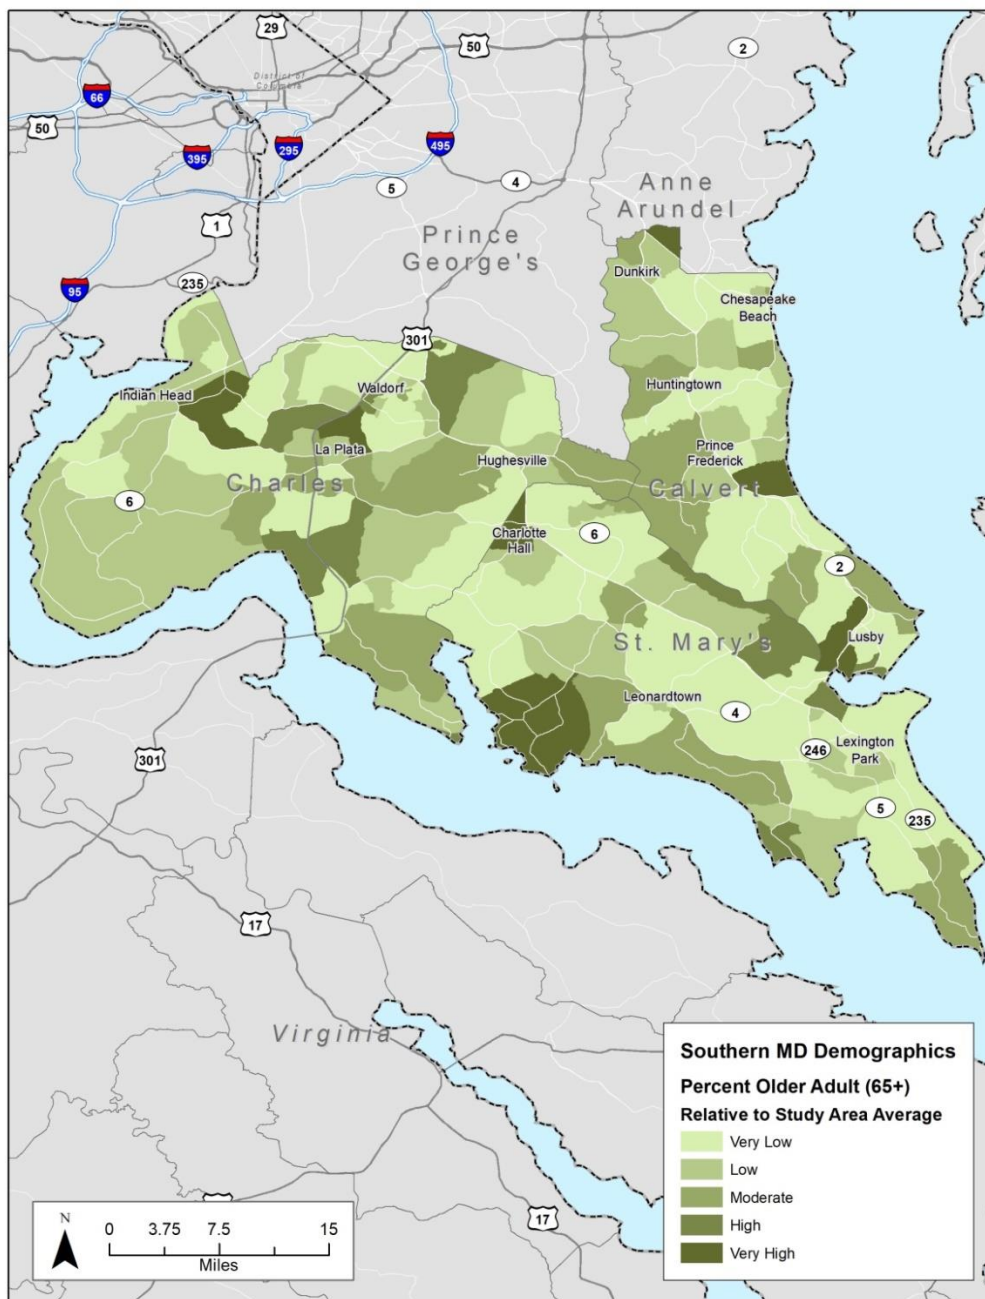 29
50
2
District of
Columbia
66
50
395
295
495
5
4
Anne
Arundel
1
Prince
George's
235
95
Dunkirk
Chesapeake
Beach
301
Indian Head
Waldorf
Huntingtown
La Plata
Hughesville
Prince
Frederick
Charles
Calvert
6
Charlotte
Hall
6
2
St. Mary's
Lusby
Leonardtown
4
246
Lexington
Park
301
5
235
17
Virginia
17
Southern MD Demographics
Percent Older Adult (65+)
Relative to Study Area Average
Very Low
Low
Moderate
High
Very High
N
0 3.75 7.5 15
Miles